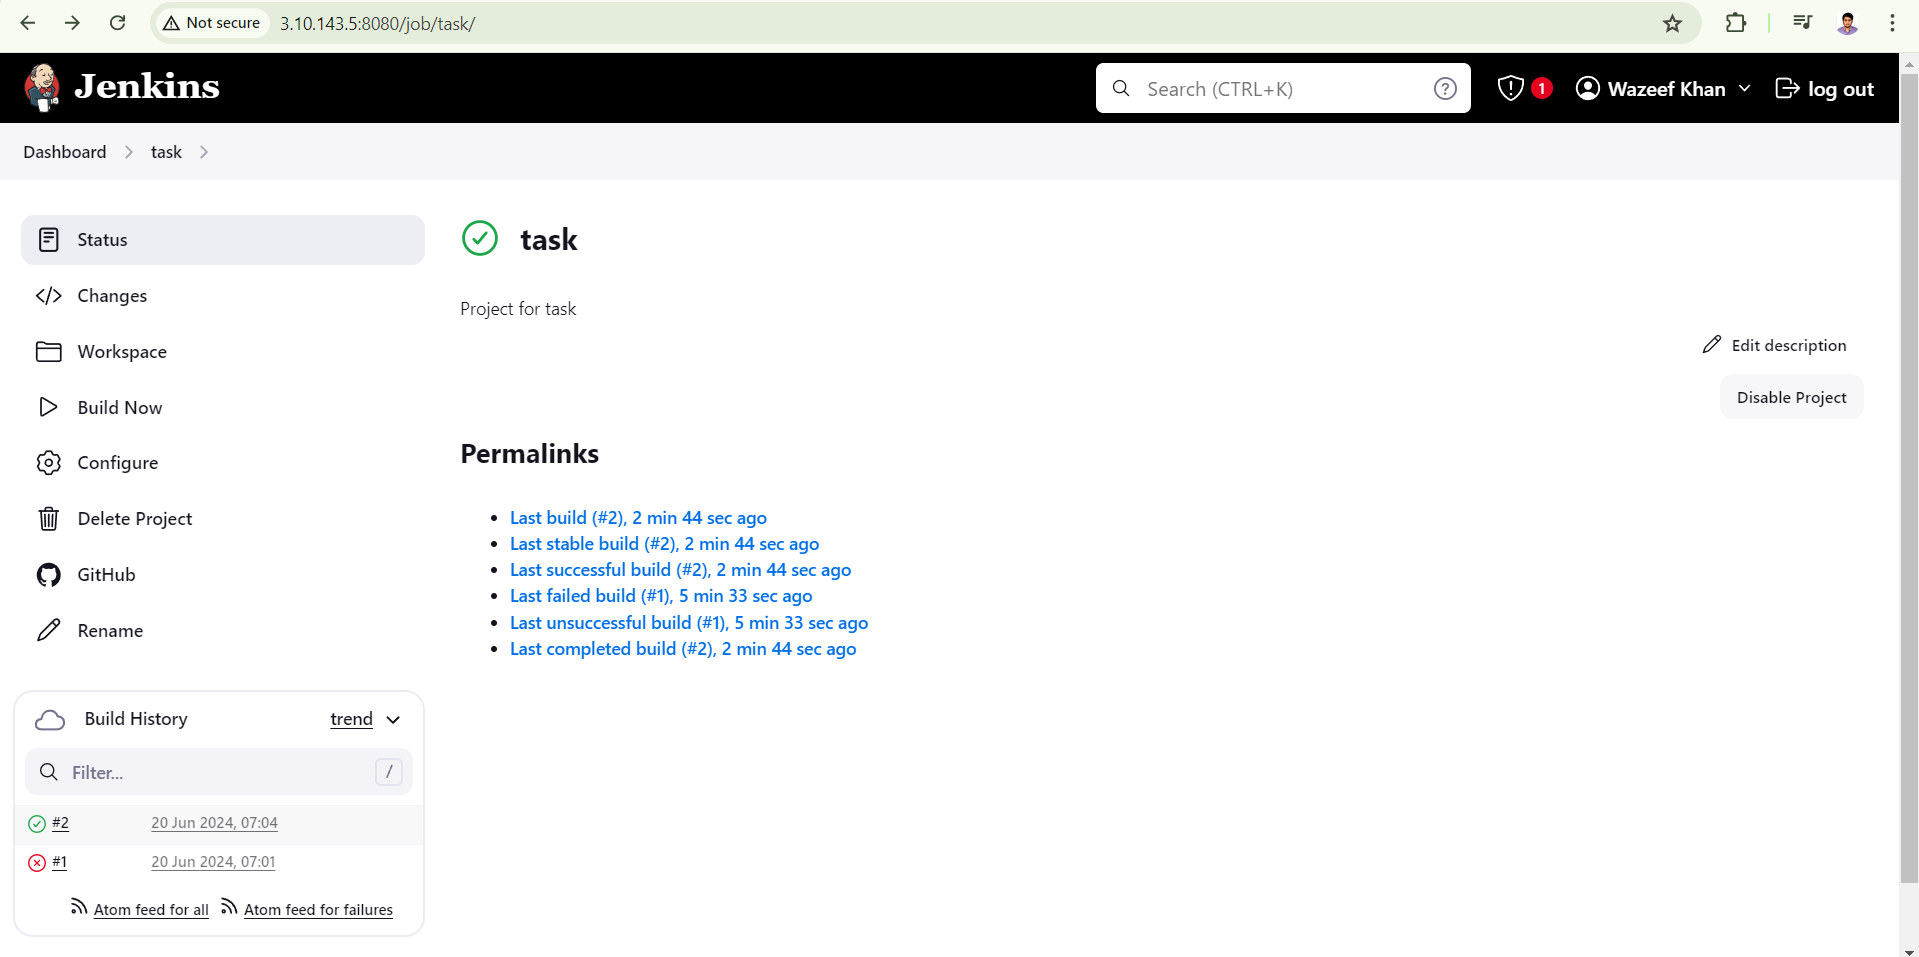 Not secure 3.10.143.5:8080/job/task/
Jenkins Search (CTRL+K) ? 1 Wazeef Khan log out
Dashboard task
Status
Changes
Workspace
Build Now
Configure
Delete Project
GitHub
Rename
Build History trend
Filter... /
#2 20 Jun 2024, 07:04
#1 20 Jun 2024, 07:01
Atom feed for all Atom feed for failures
task
Project for task
Edit description
Disable Project
Permalinks
Last build (#2), 2 min 44 sec ago
Last stable build (#2), 2 min 44 sec ago
Last successful build (#2), 2 min 44 sec ago
Last failed build (#1), 5 min 33 sec ago
Last unsuccessful build (#1), 5 min 33 sec ago
Last completed build (#2), 2 min 44 sec ago